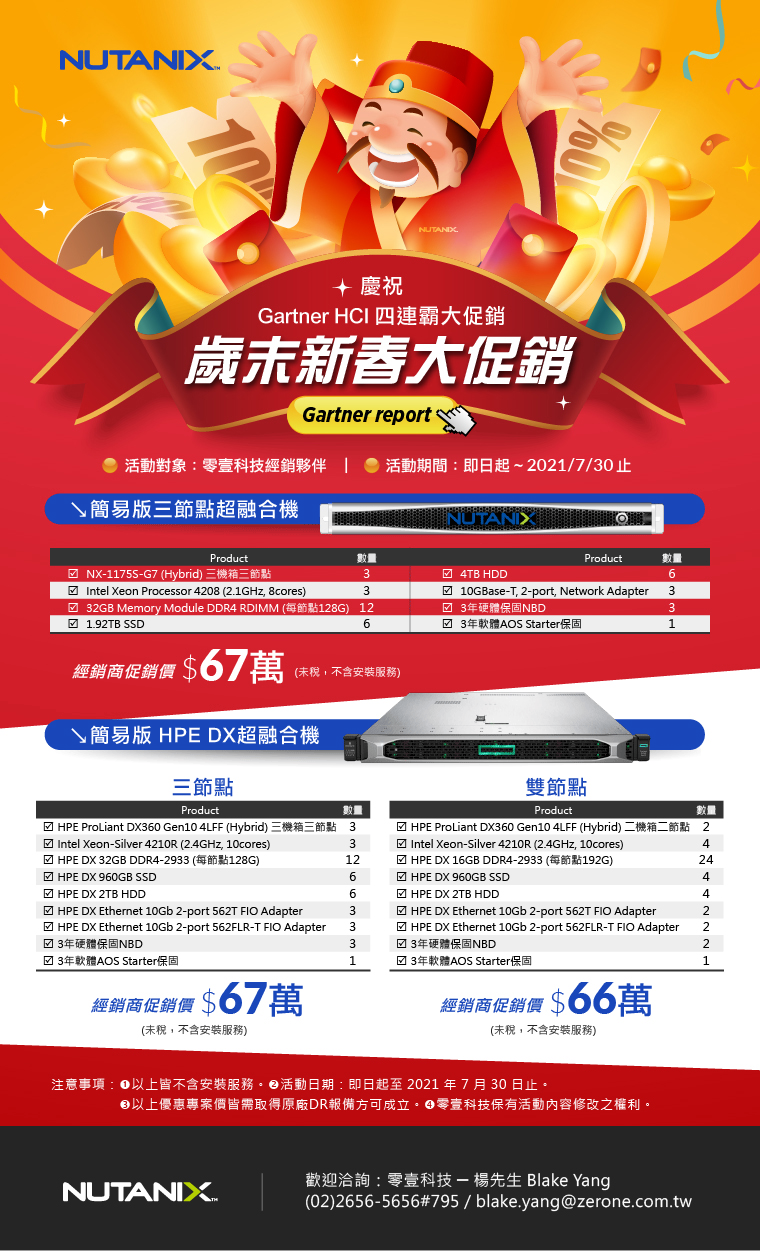 NUTANIX™
10%
10%
NUTANIX
慶祝
Gartner HCI 四連霸大促銷
歲末新春大促銷
Gartner report
活動對象：零壹科技經銷夥伴 | 活動期間：即日起 ~ 2021/7/30 止
↘簡易版三節點超融合機
NUTANIX
Product 數量 Product 數量
☑ NX-1175S-G7 (Hybrid) 三機箱三節點 3 ☑ 4TB HDD 6
☑ Intel Xeon Processor 4208 (2.1GHz, 8cores) 3 ☑ 10GBase-T, 2-port, Network Adapter 3
☑ 32GB Memory Module DDR4 RDIMM (每節點128G) 12 ☑ 3年硬體保固NBD 3
☑ 1.92TB SSD 6 ☑ 3年軟體AOS Starter保固 1
經銷商促銷價 $67萬 (未稅，不含安裝服務)
↘簡易版 HPE DX超融合機
三節點
Product 數量
☑ HPE ProLiant DX360 Gen10 4LFF (Hybrid) 三機箱三節點 3
☑ Intel Xeon-Silver 4210R (2.4GHz, 10cores) 3
☑ HPE DX 32GB DDR4-2933 (每節點128G) 12
☑ HPE DX 960GB SSD 6
☑ HPE DX 2TB HDD 6
☑ HPE DX Ethernet 10Gb 2-port 562T FIO Adapter 3
☑ HPE DX Ethernet 10Gb 2-port 562FLR-T FIO Adapter 3
☑ 3年硬體保固NBD 3
☑ 3年軟體AOS Starter保固 1
經銷商促銷價 $67萬
(未稅，不含安裝服務)
雙節點
Product 數量
☑ HPE ProLiant DX360 Gen10 4LFF (Hybrid) 二機箱二節點 2
☑ Intel Xeon-Silver 4210R (2.4GHz, 10cores) 4
☑ HPE DX 16GB DDR4-2933 (每節點192G) 24
☑ HPE DX 960GB SSD 4
☑ HPE DX 2TB HDD 4
☑ HPE DX Ethernet 10Gb 2-port 562T FIO Adapter 2
☑ HPE DX Ethernet 10Gb 2-port 562FLR-T FIO Adapter 2
☑ 3年硬體保固NBD 2
☑ 3年軟體AOS Starter保固 1
經銷商促銷價 $66萬
(未稅，不含安裝服務)
注意事項：❶以上皆不含安裝服務。❷活動日期：即日起至 2021 年 7 月 30 日止。
❸以上優惠專案價皆需取得原廠DR報備方可成立。❹零壹科技保有活動內容修改之權利。
NUTANIX™
歡迎洽詢：零壹科技 — 楊先生 Blake Yang
(02)2656-5656#795 / blake.yang@zerone.com.tw